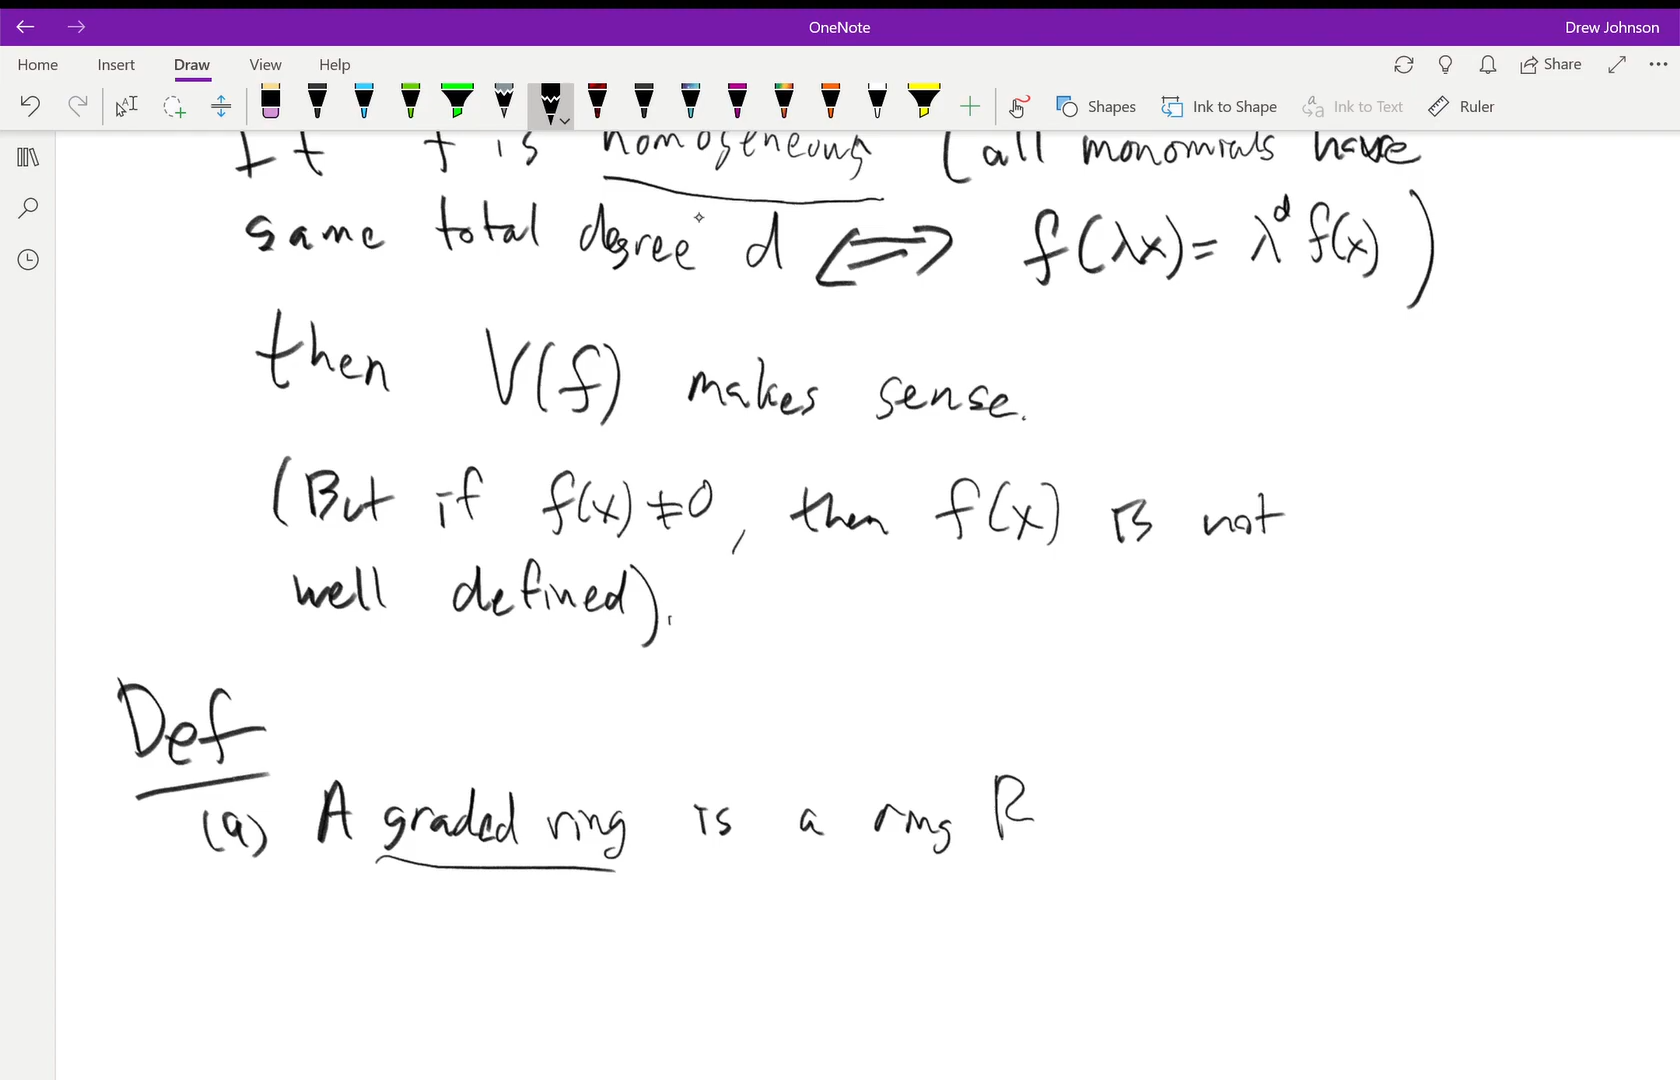 OneNote
Drew Johnson
Home Insert Draw View Help
Share
Shapes Ink to Shape Ink to Text Ruler
If f is homogeneous (all monomials have
same total degree d ⟺ f(λx) = λ^d f(x))
then V(f) makes sense.
(But if f(x) ≠ 0, then f(x) is not
well defined).
Def
(a) A graded ring is a ring R